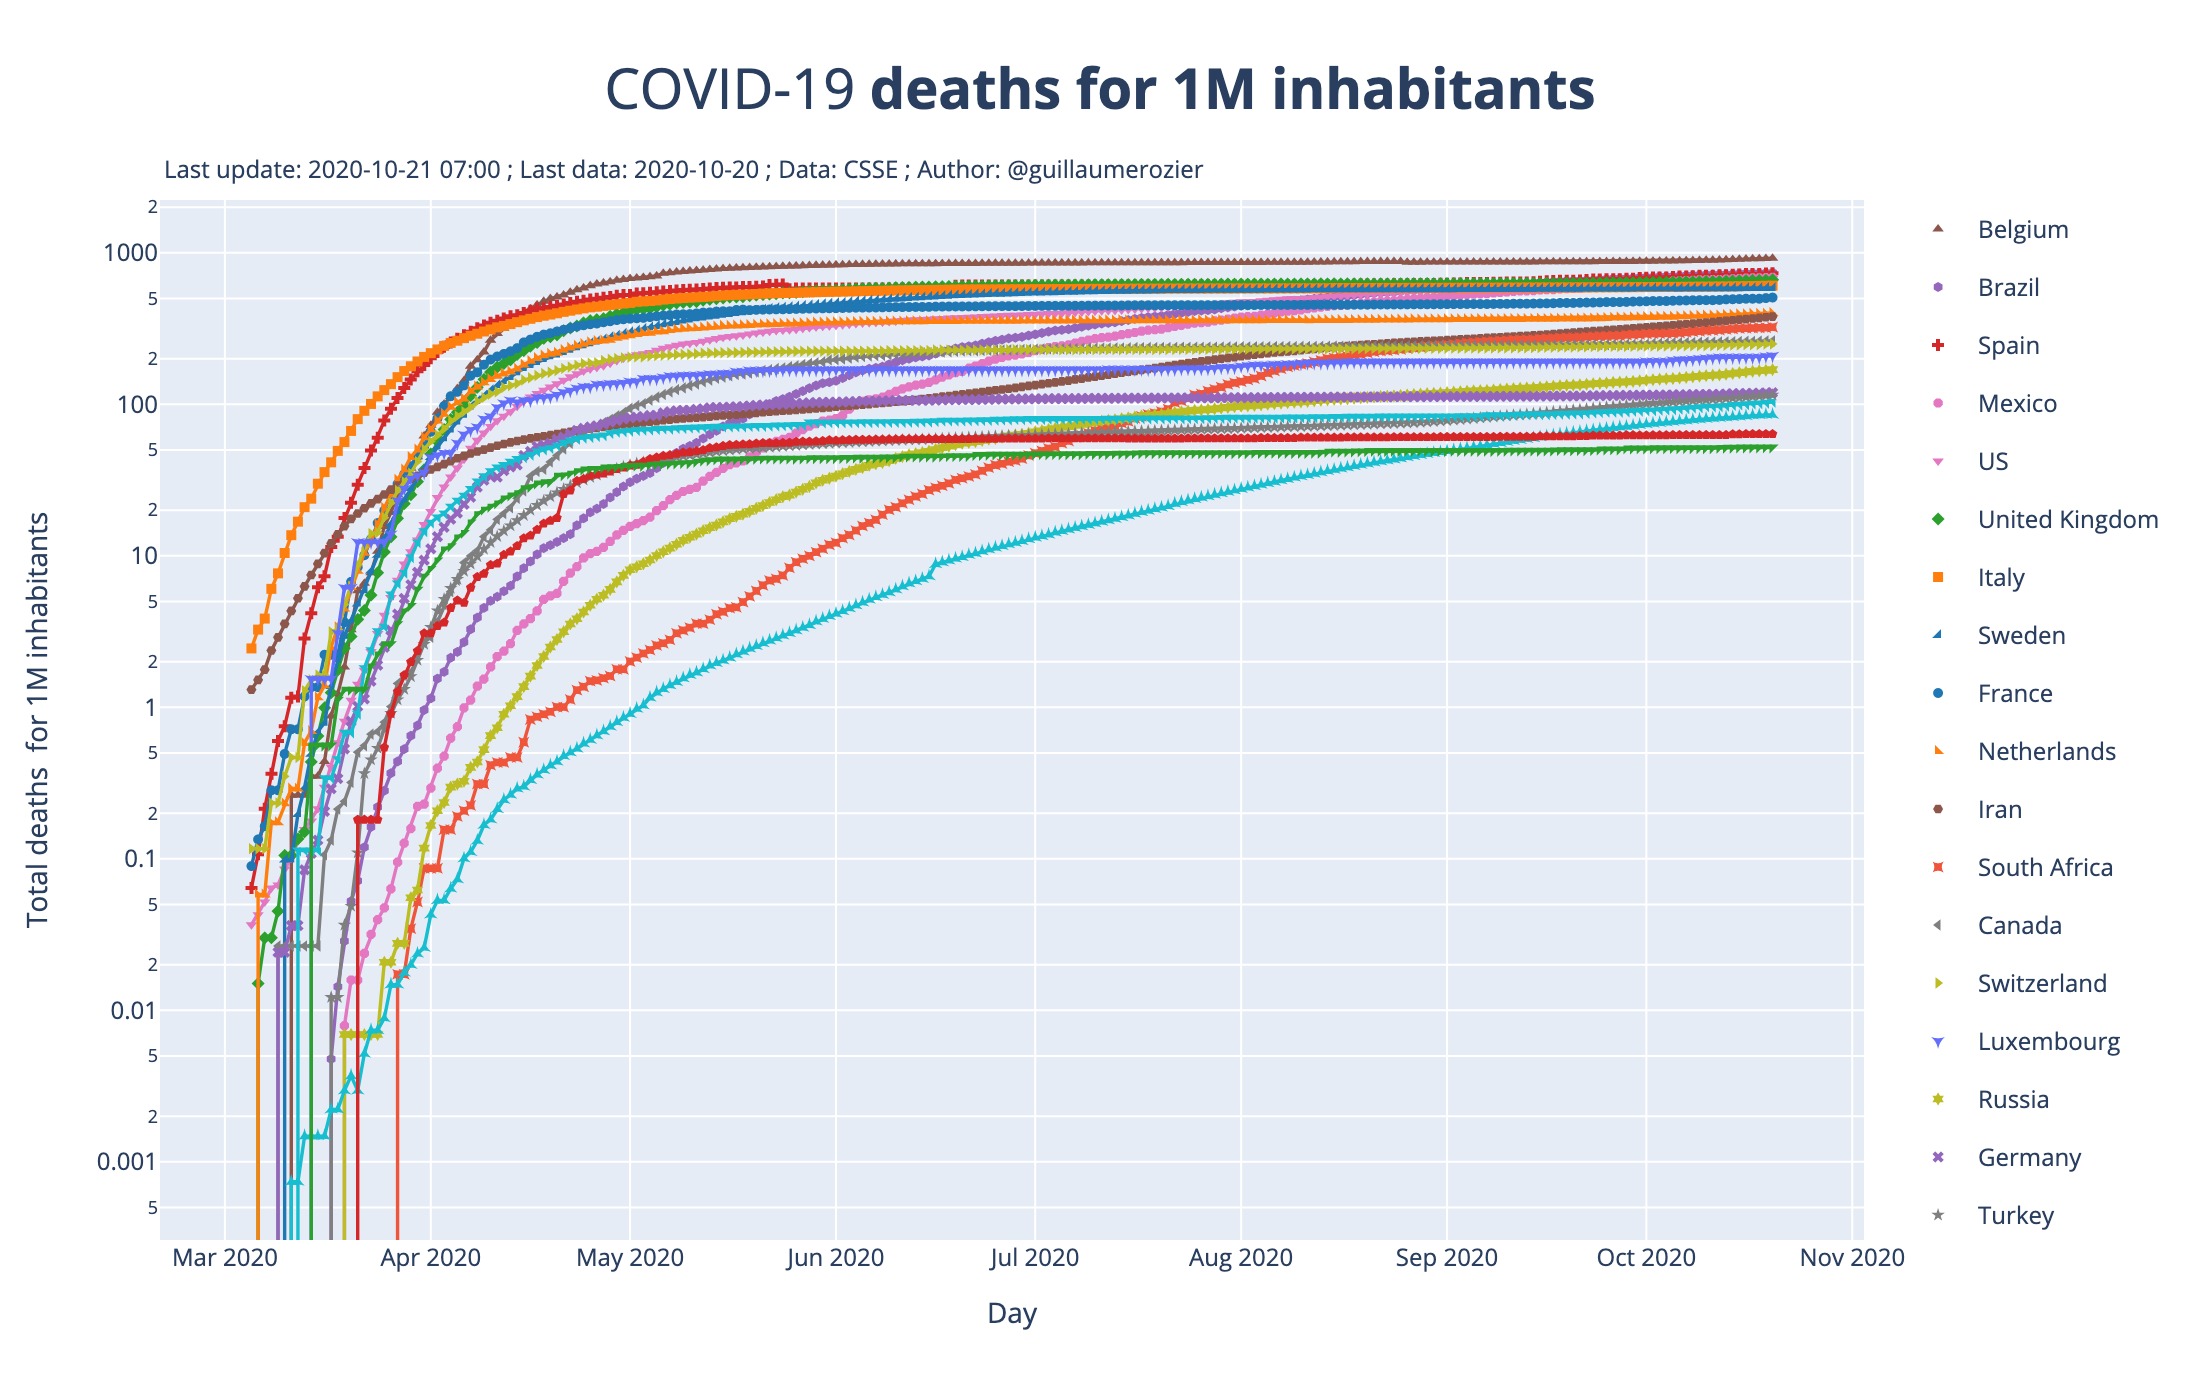 COVID-19 deaths for 1M inhabitants
Last update: 2020-10-21 07:00 ; Last data: 2020-10-20 ; Data: CSSE ; Author: @guillaumerozier
Total deaths for 1M inhabitants
2
1000
5
2
100
5
2
10
5
2
1
5
2
0.1
5
2
0.01
5
2
0.001
5
Mar 2020 Apr 2020 May 2020 Jun 2020 Jul 2020 Aug 2020 Sep 2020 Oct 2020 Nov 2020
Day
Belgium
Brazil
Spain
Mexico
US
United Kingdom
Italy
Sweden
France
Netherlands
Iran
South Africa
Canada
Switzerland
Luxembourg
Russia
Germany
Turkey